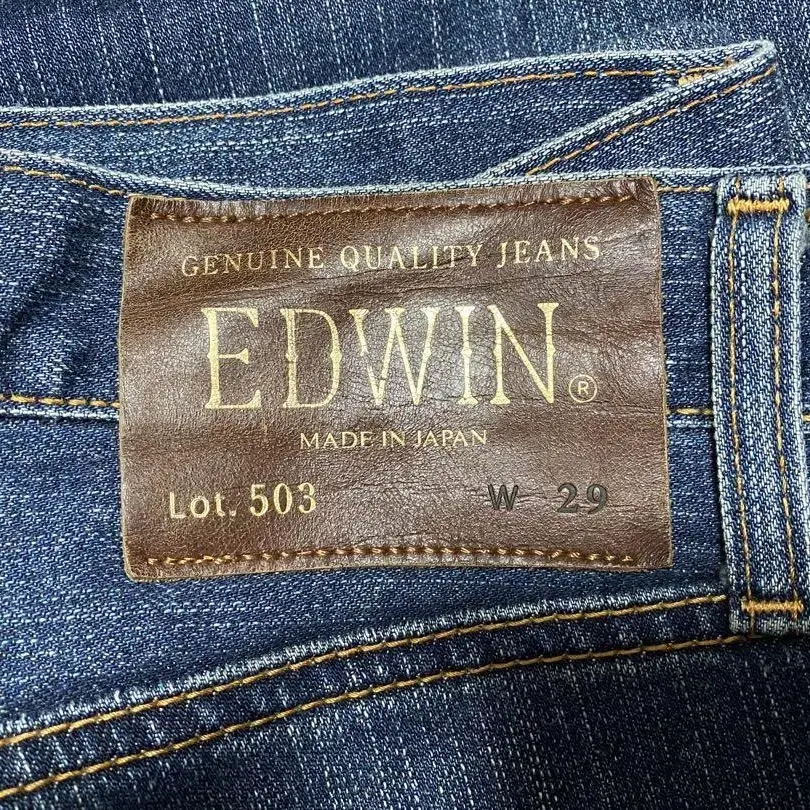 GENUINE QUALITY JEANS
EDWIN®
MADE IN JAPAN
Lot. 503 W 29